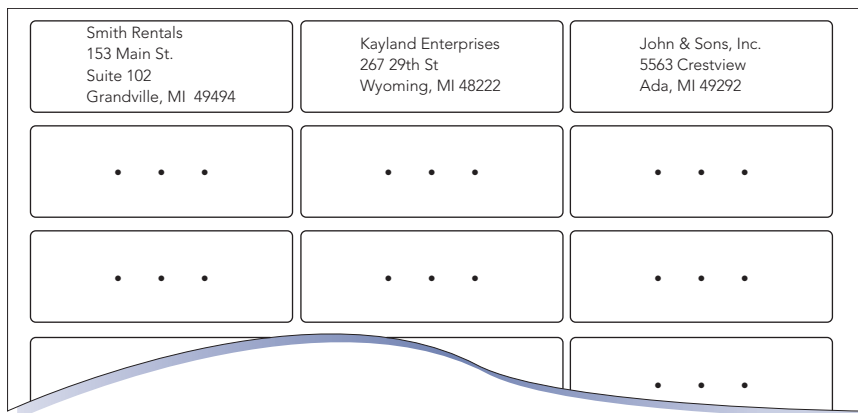 Smith Rentals
153 Main St.
Suite 102
Grandville, MI  49494
Kayland Enterprises
267 29th St
Wyoming, MI 48222
John & Sons, Inc.
5563 Crestview
Ada, MI 49292
• • •
• • •
• • •
• • •
• • •
• • •
• • •